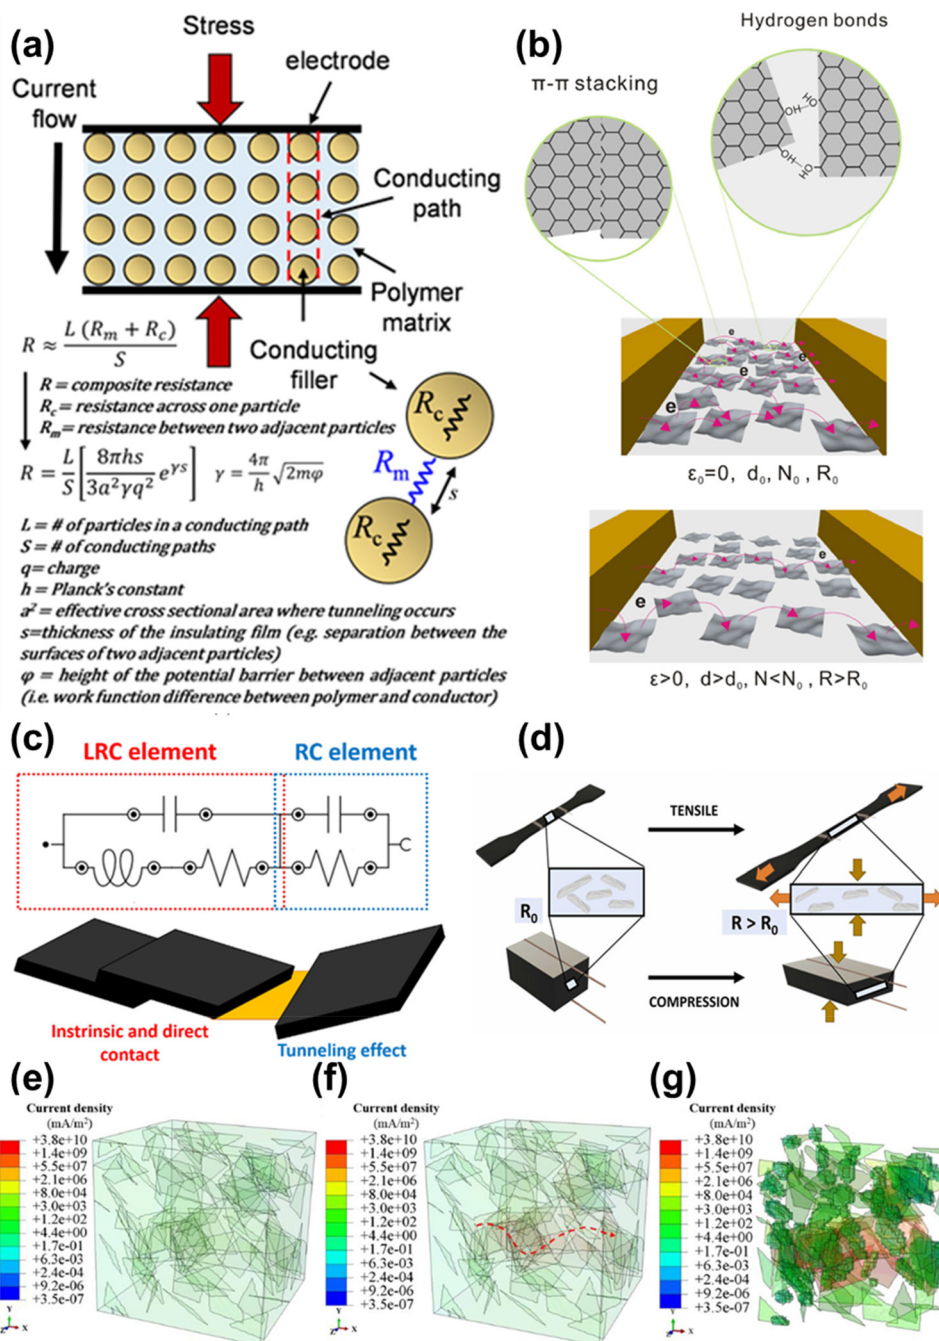 (a)
Stress
electrode
Current
flow
Conducting
path
Polymer
matrix
Conducting
filler
R ≈ L (Rₘ + R_c) / S
R = composite resistance
R_c = resistance across one particle
Rₘ = resistance between two adjacent particles
R = L/S [8πhs / 3a²γq² e^γs]   γ = 4π/h √2mφ
R_c
Rₘ
s
R_c
L = # of particles in a conducting path
S = # of conducting paths
q= charge
h = Planck's constant
a² = effective cross sectional area where tunneling occurs
s=thickness of the insulating film (e.g. separation between the
surfaces of two adjacent particles)
φ = height of the potential barrier between adjacent particles
(i.e. work function difference between polymer and conductor)
(b)
Hydrogen bonds
π-π stacking
OH
HO
OH
HO
e
e
e
e
ε₀=0, d₀, N₀ , R₀
e
e
ε>0, d>d₀, N<N₀ , R>R₀
(c)
LRC element
RC element
Instrinsic and direct
contact
Tunneling effect
(d)
TENSILE
R₀
R > R₀
COMPRESSION
(e)
Current density
(mA/m²)
+3.8e+10
+1.4e+09
+5.5e+07
+2.1e+06
+8.0e+04
+3.0e+03
+1.2e+02
+4.4e+00
+1.7e-01
+6.3e-03
+2.4e-04
+9.2e-06
+3.5e-07
Y
Z
X
(f)
Current density
(mA/m²)
+3.8e+10
+1.4e+09
+5.5e+07
+2.1e+06
+8.0e+04
+3.0e+03
+1.2e+02
+4.4e+00
+1.7e-01
+6.3e-03
+2.4e-04
+9.2e-06
+3.5e-07
Y
Z
X
(g)
Current density
(mA/m²)
+3.8e+10
+1.4e+09
+5.5e+07
+2.1e+06
+8.0e+04
+3.0e+03
+1.2e+02
+4.4e+00
+1.7e-01
+6.3e-03
+2.4e-04
+9.2e-06
+3.5e-07
Y
Z
X